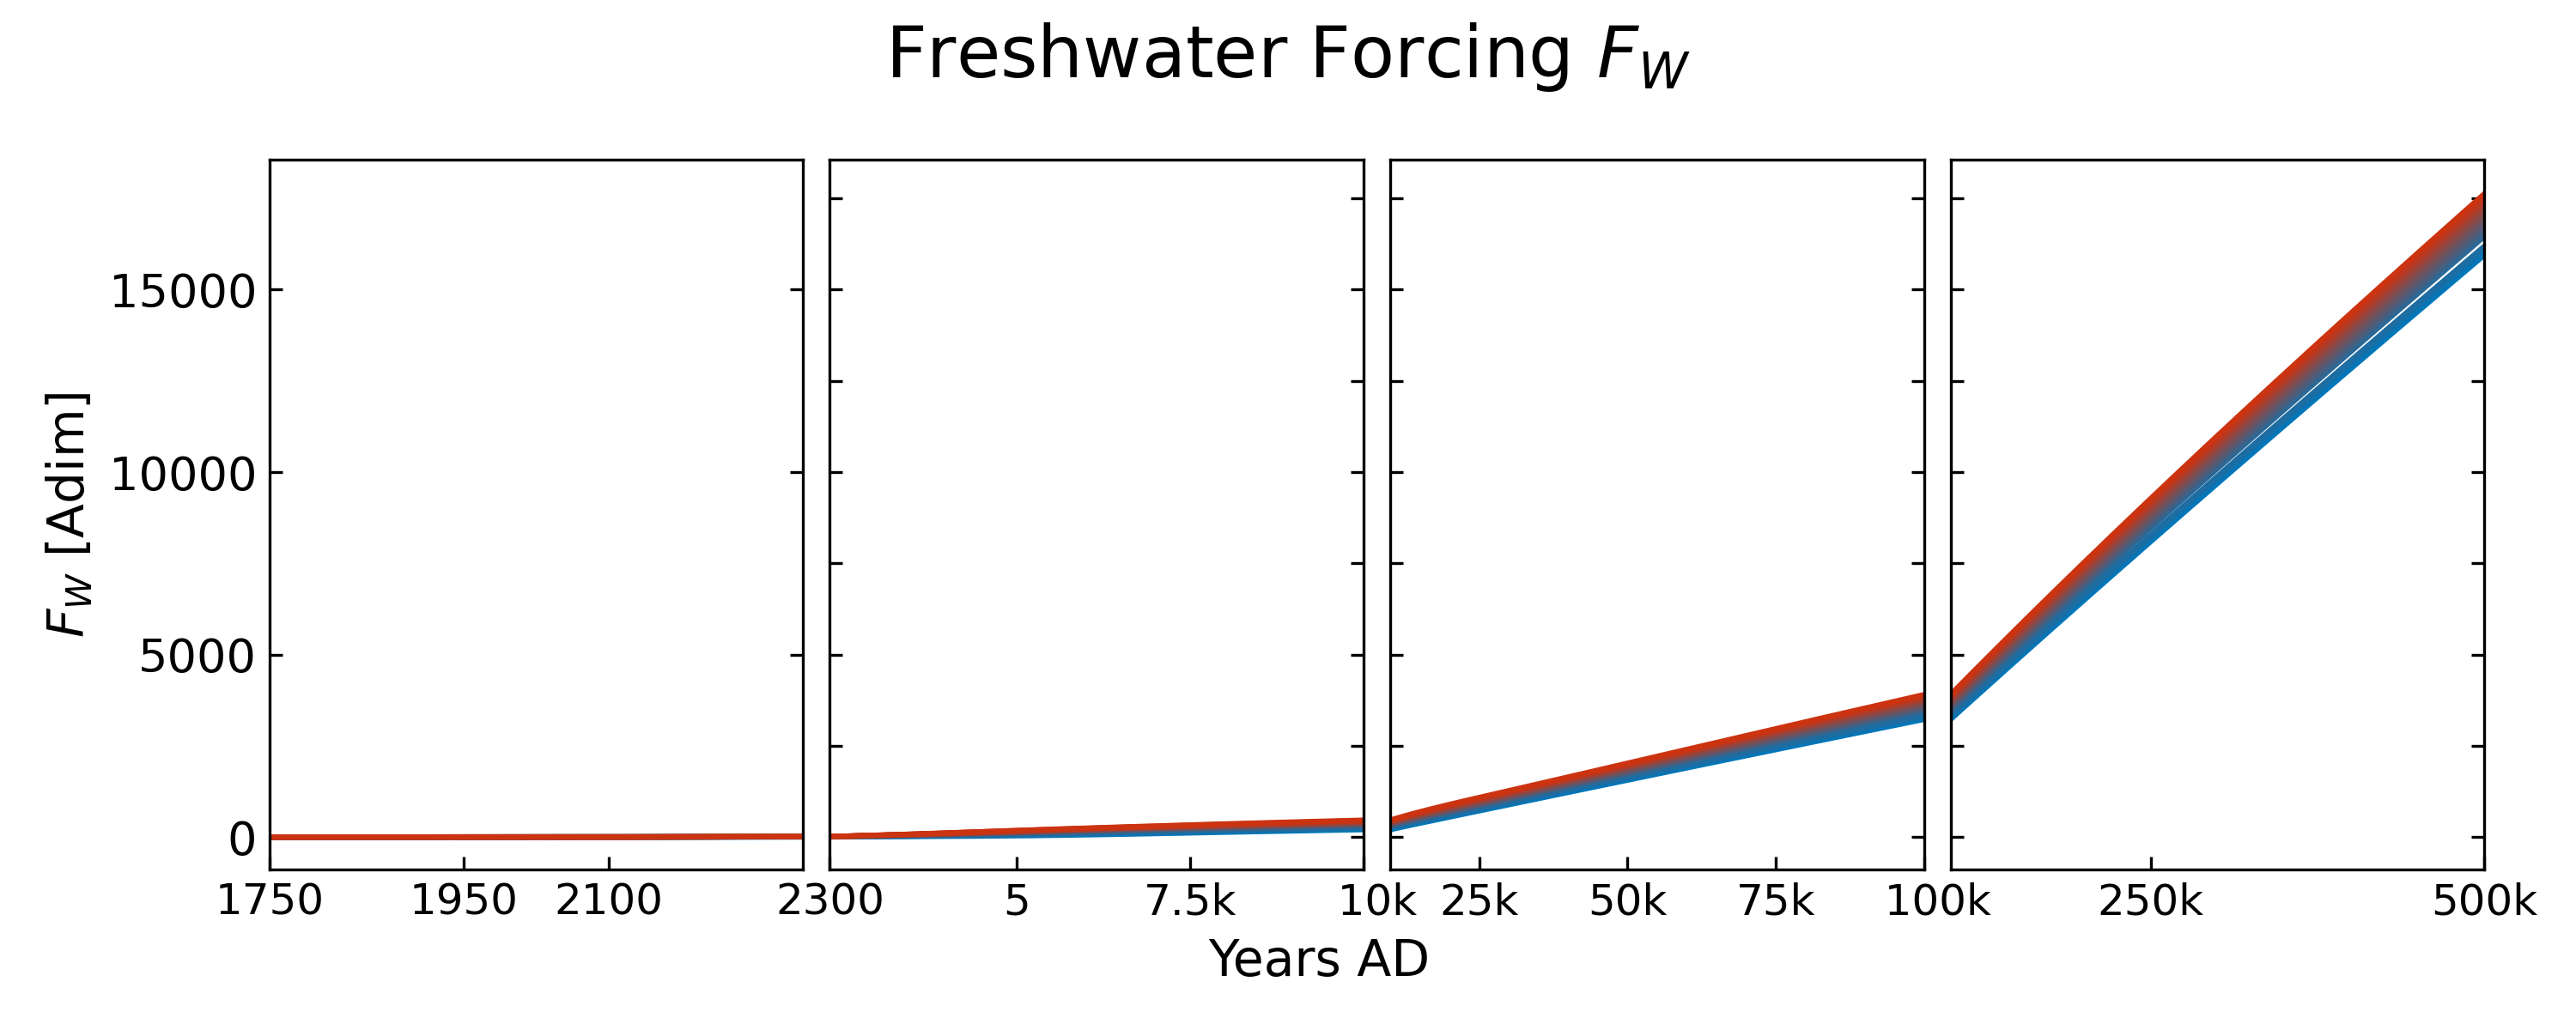 Freshwater Forcing F_W
F_W [Adim]
15000
10000
5000
0
1750 1950 2100 2300 5 7.5k 10k 25k 50k 75k 100k 250k 500k
Years AD